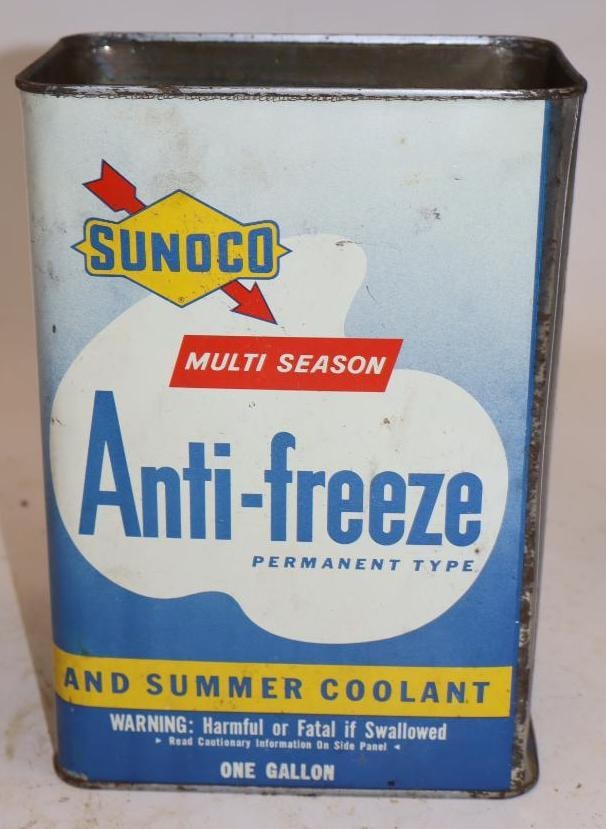 SUNOCO
®
MULTI SEASON
Anti-freeze
PERMANENT TYPE
AND SUMMER COOLANT
WARNING: Harmful or Fatal if Swallowed
▸ Read Cautionary Information On Side Panel ◂
ONE GALLON